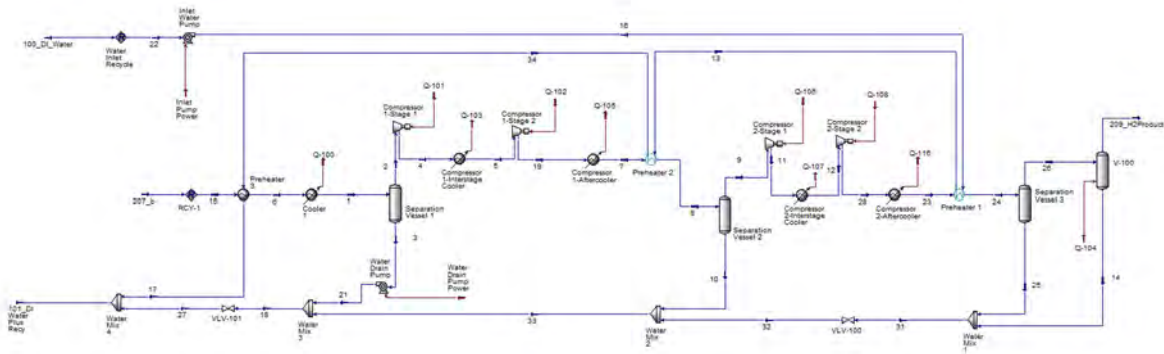 Inlet
Water
Pump
100_DI_Water
Water
Inlet
Recycle
22
16
Inlet
Pump
Power
34
13
Q-101
Q-102
Q-103
Q-105
Compressor
1-Stage 1
Compressor
1-Stage 2
2
4
5
19
7
Compressor
1-Interstage
Cooler
Compressor
1-Aftercooler
Preheater 2
Q-107
Q-116
Compressor
2-Stage 1
Compressor
2-Stage 2
9
11
12
28
23
Compressor
2-Interstage
Cooler
Compressor
2-Aftercooler
Preheater 1
209_H2Product
26
V-100
24
Separation
Vessel 3
Q-104
14
25
207_b
RCY-1
15
Preheater
3
6
Q-100
Cooler
1
1
Separation
Vessel 1
3
8
Separation
Vessel 2
10
Water
Drain
Pump
Water
Drain
Pump
Power
21
101_DI
Water
Plus
Recy
17
Water
Mix
4
27
VLV-101
18
Water
Mix
3
33
Water
Mix
2
32
VLV-100
31
Water
Mix
1